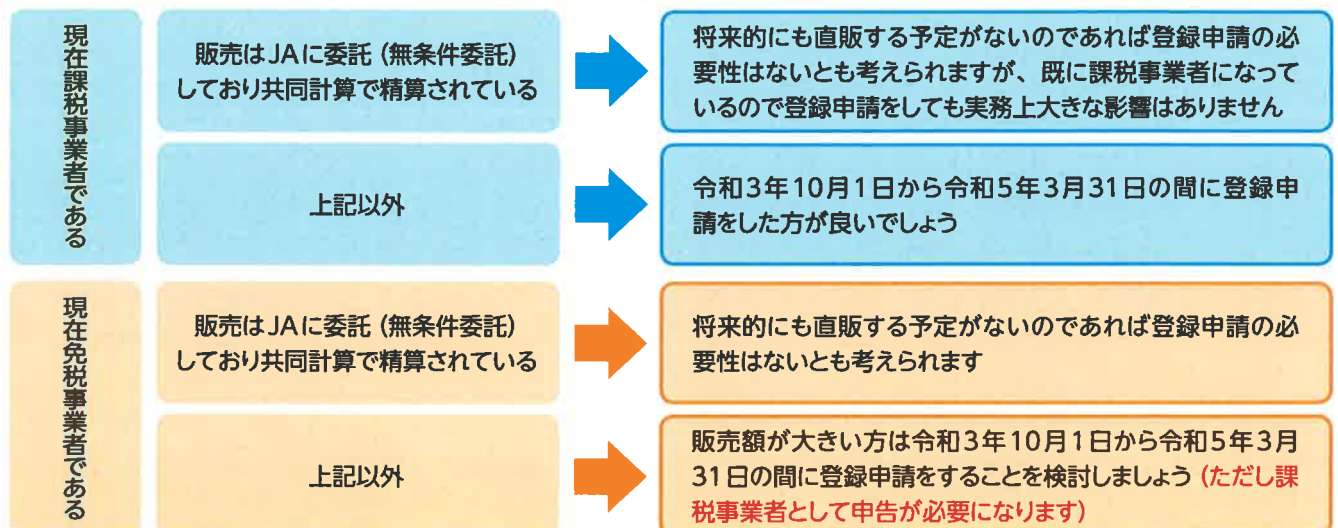 現在課税事業者である
販売はJAに委託（無条件委託）
しており共同計算で精算されている
将来的にも直販する予定がないのであれば登録申請の必
要性はないとも考えられますが、既に課税事業者になって
いるので登録申請をしても実務上大きな影響はありません
上記以外
令和3年10月1日から令和5年3月31日の間に登録申
請をした方が良いでしょう
現在免税事業者である
販売はJAに委託（無条件委託）
しており共同計算で精算されている
将来的にも直販する予定がないのであれば登録申請の必
要性はないとも考えられます
上記以外
販売額が大きい方は令和3年10月1日から令和5年3月
31日の間に登録申請をすることを検討しましょう（ただし課
税事業者として申告が必要になります）